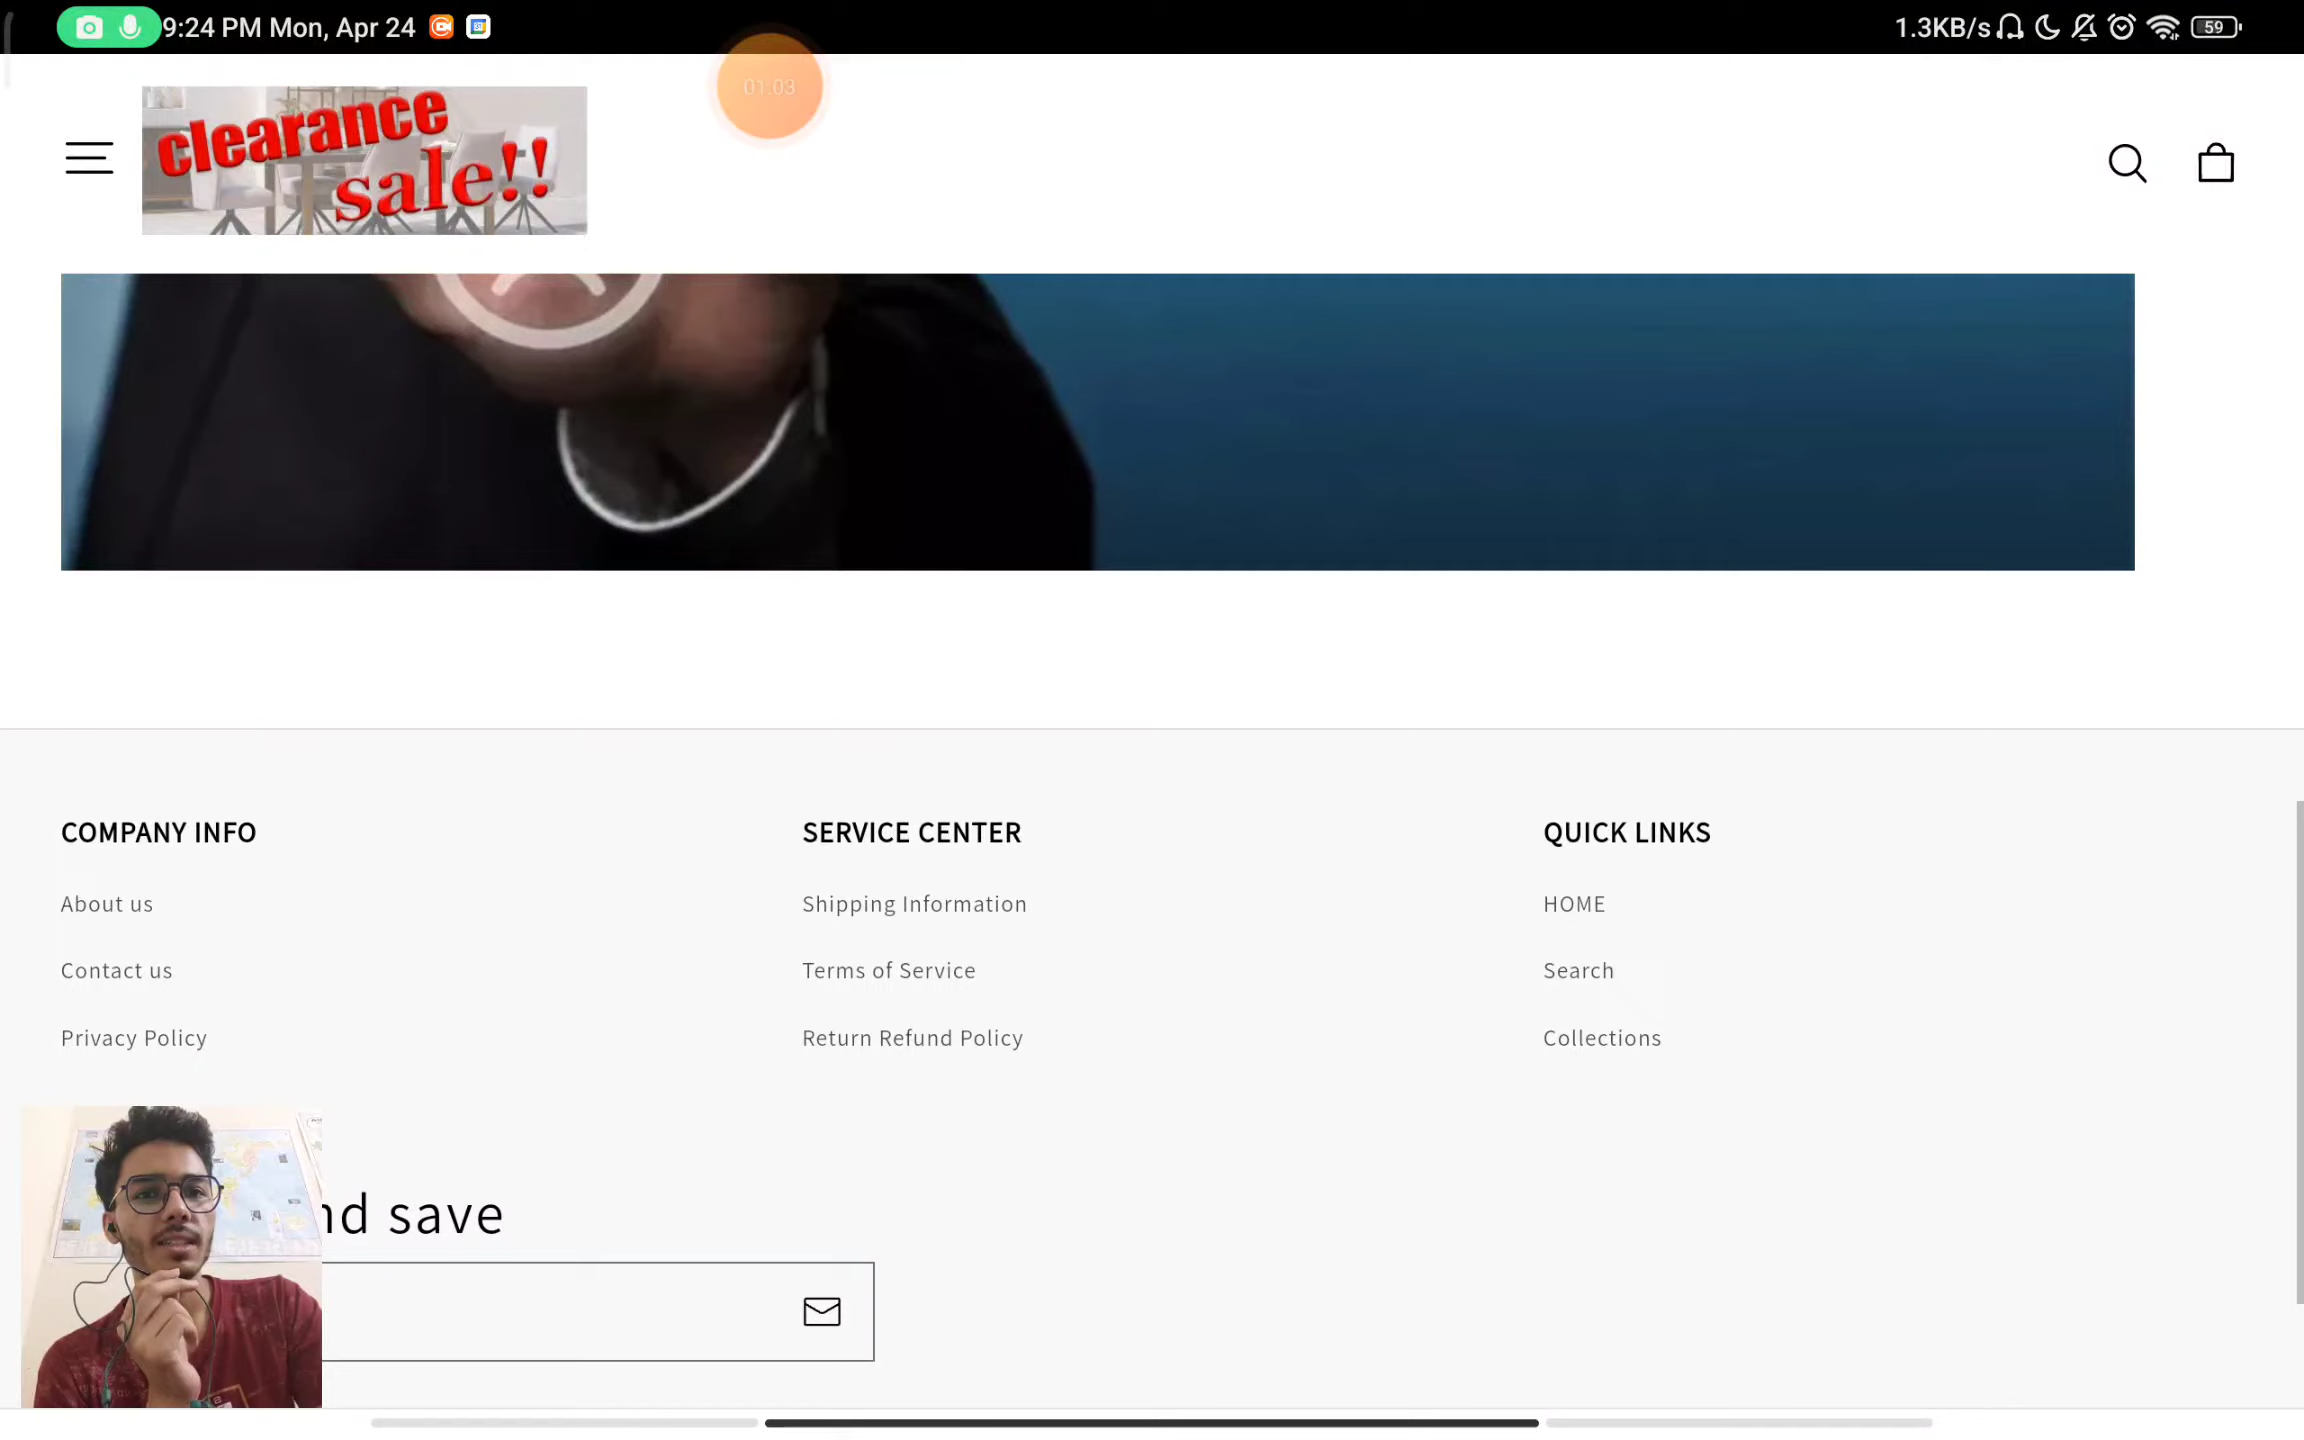 9:24 PM Mon, Apr 24
1.3KB/s
59
01:03
clearance
sale!!
COMPANY INFO
SERVICE CENTER
QUICK LINKS
About us
Shipping Information
HOME
Contact us
Terms of Service
Search
Privacy Policy
Return Refund Policy
Collections
nd save